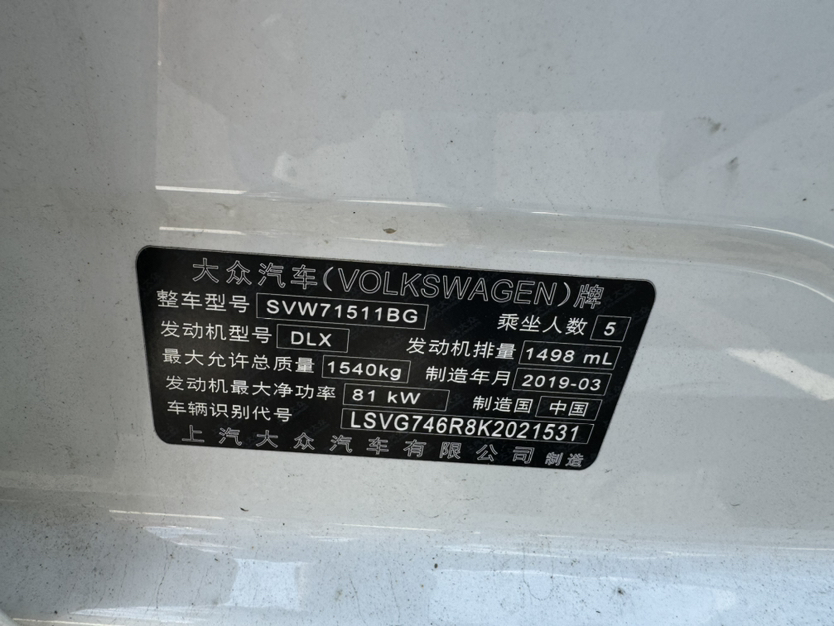 大众汽车(VOLKSWAGEN)牌
整车型号 SVW71511BG 乘坐人数 5
发动机型号 DLX 发动机排量 1498 mL
最大允许总质量 1540kg 制造年月 2019-03
发动机最大净功率 81 kW 制造国 中国
车辆识别代号 LSVG746R8K2021531
上汽大众汽车有限公司 制造